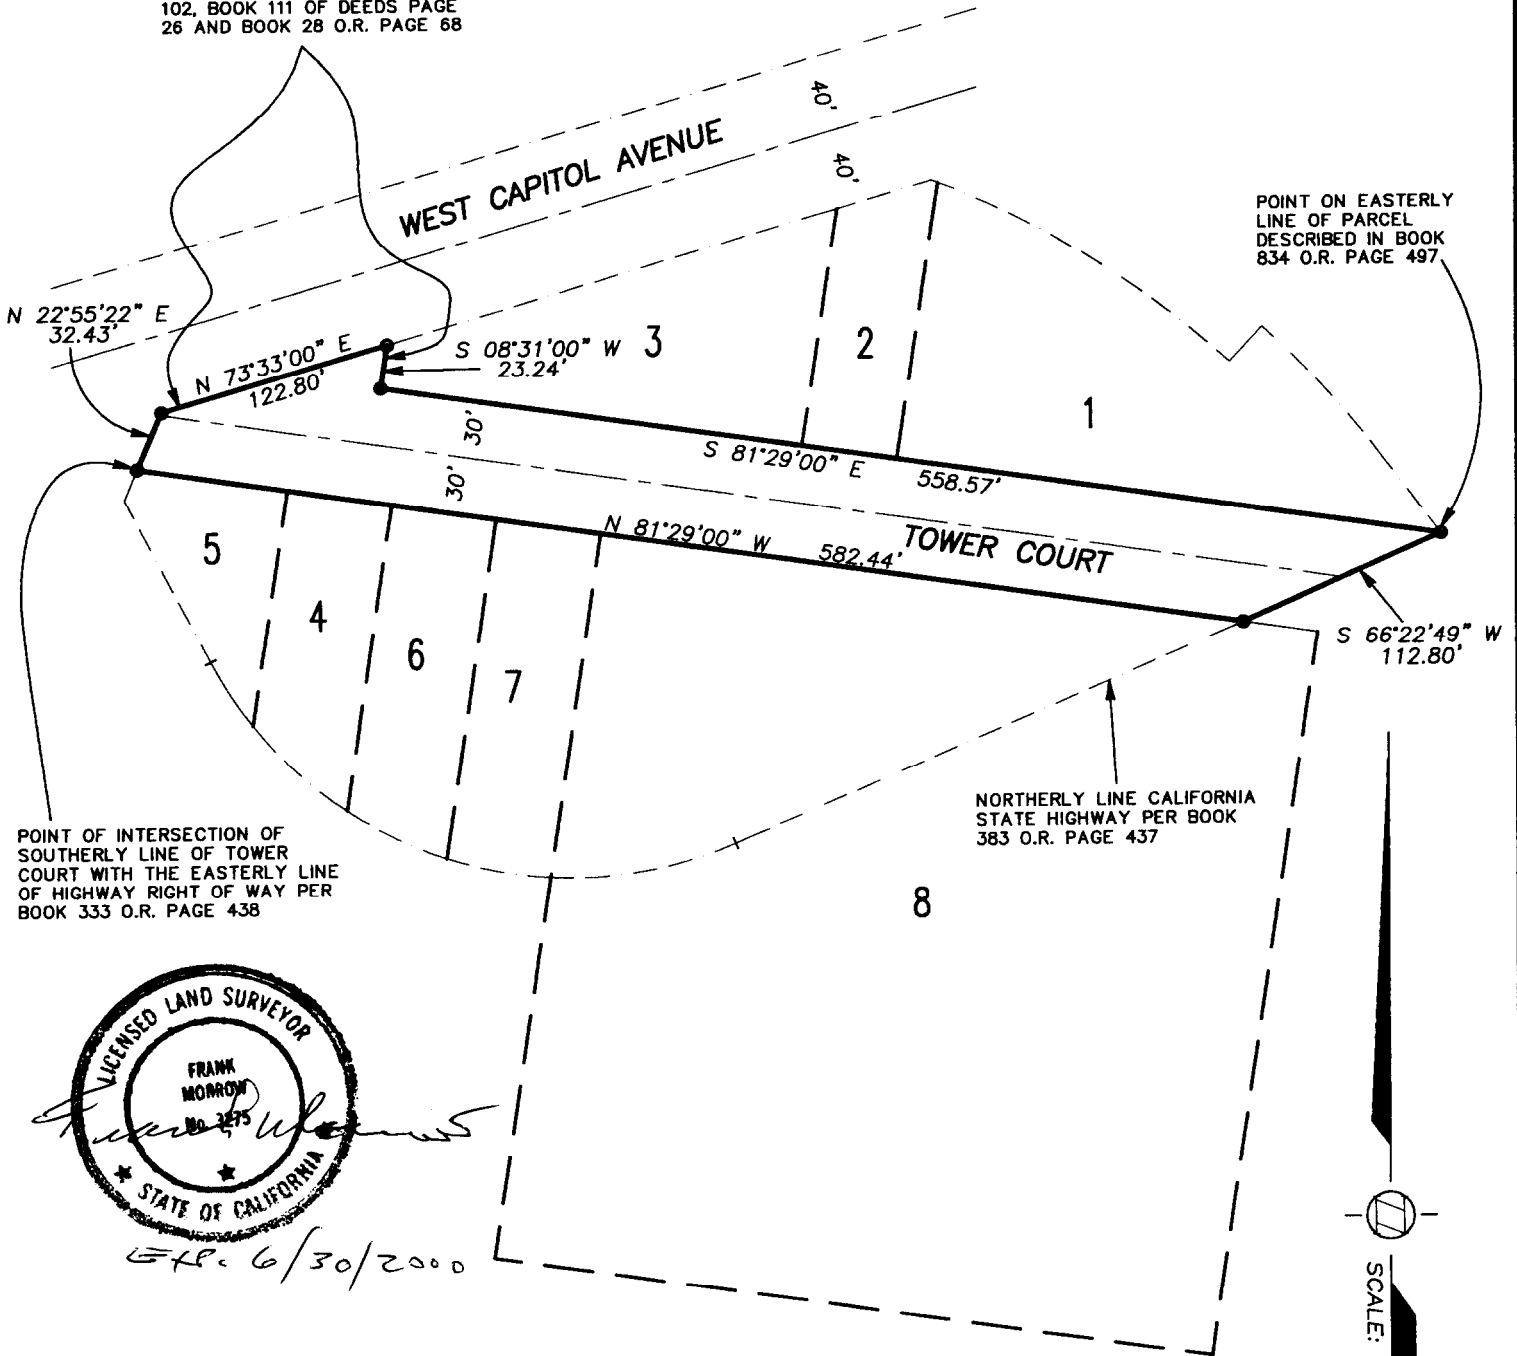 102, BOOK 111 OF DEEDS PAGE
26 AND BOOK 28 O.R. PAGE 68
40'
WEST CAPITOL AVENUE
40'
POINT ON EASTERLY
LINE OF PARCEL
DESCRIBED IN BOOK
834 O.R. PAGE 497
N 22°55'22" E
32.43'
N 73°33'00" E
122.80'
S 08°31'00" W
23.24'
3
2
1
30'
30'
S 81°29'00" E 558.57'
N 81°29'00" W 582.44'
TOWER COURT
5
4
6
7
S 66°22'49" W
112.80'
NORTHERLY LINE CALIFORNIA
STATE HIGHWAY PER BOOK
383 O.R. PAGE 437
POINT OF INTERSECTION OF
SOUTHERLY LINE OF TOWER
COURT WITH THE EASTERLY LINE
OF HIGHWAY RIGHT OF WAY PER
BOOK 333 O.R. PAGE 438
8
LICENSED LAND SURVEYOR
FRANK
MORROW
No. 3275
STATE OF CALIFORNIA
EXP. 6/30/2000
SCALE: